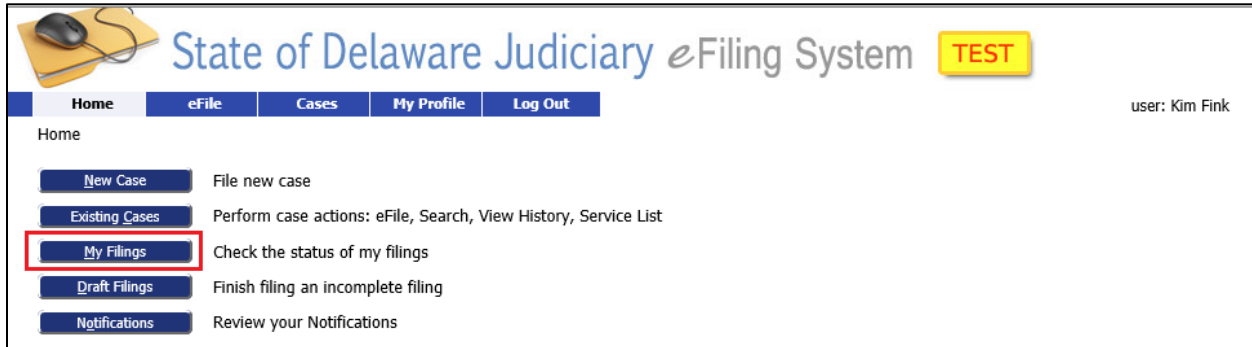 State of Delaware Judiciary eFiling System TEST
Home eFile Cases My Profile Log Out user: Kim Fink
Home
New Case File new case
Existing Cases Perform case actions: eFile, Search, View History, Service List
My Filings Check the status of my filings
Draft Filings Finish filing an incomplete filing
Notifications Review your Notifications